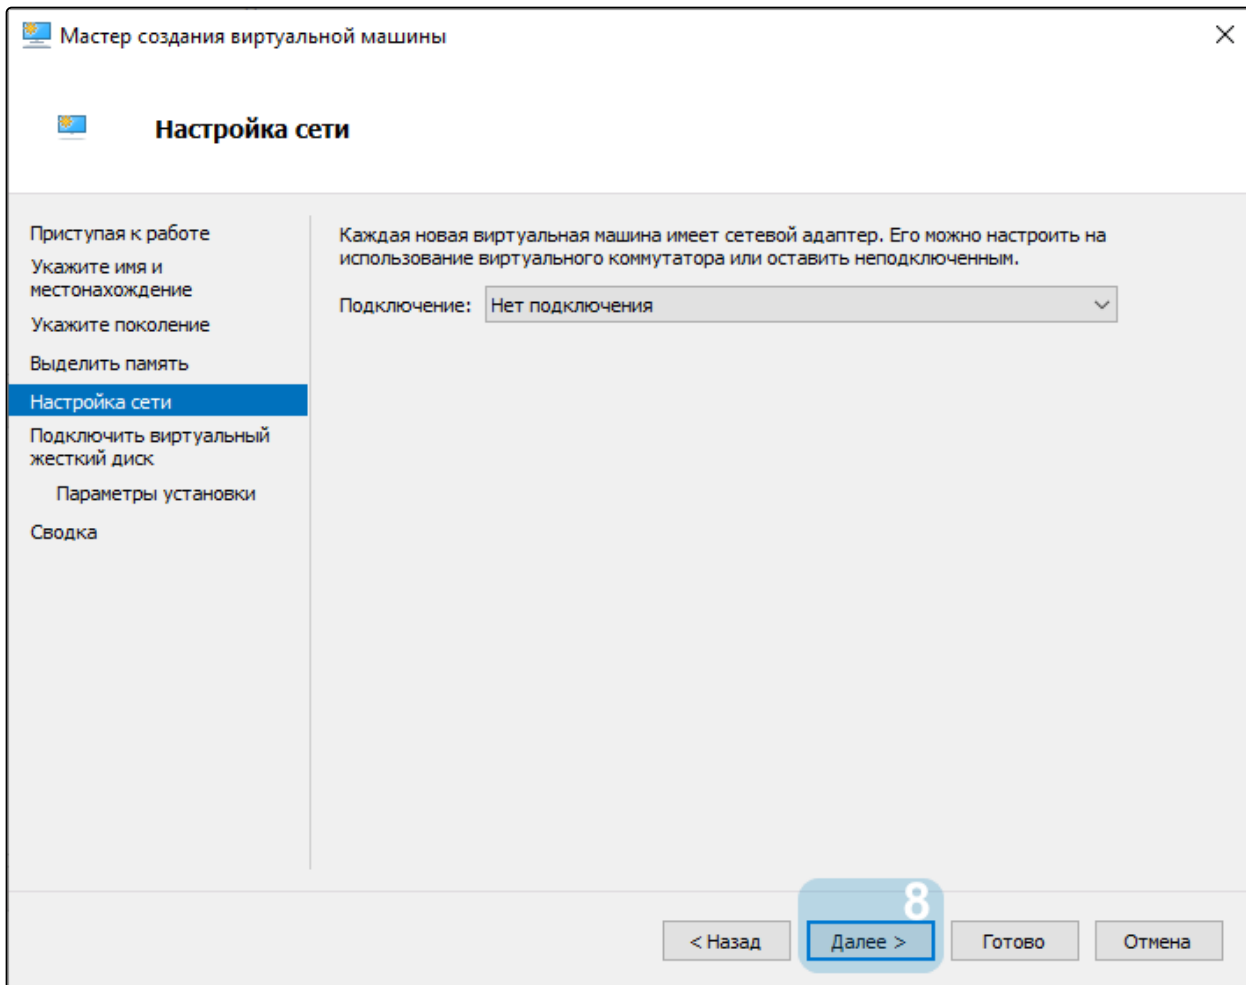 Мастер создания виртуальной машины
Настройка сети
Приступая к работе
Укажите имя и
местонахождение
Укажите поколение
Выделить память
Настройка сети
Подключить виртуальный
жесткий диск
Параметры установки
Сводка
Каждая новая виртуальная машина имеет сетевой адаптер. Его можно настроить на
использование виртуального коммутатора или оставить неподключенным.
Подключение: Нет подключения
8
< Назад Далее > Готово Отмена